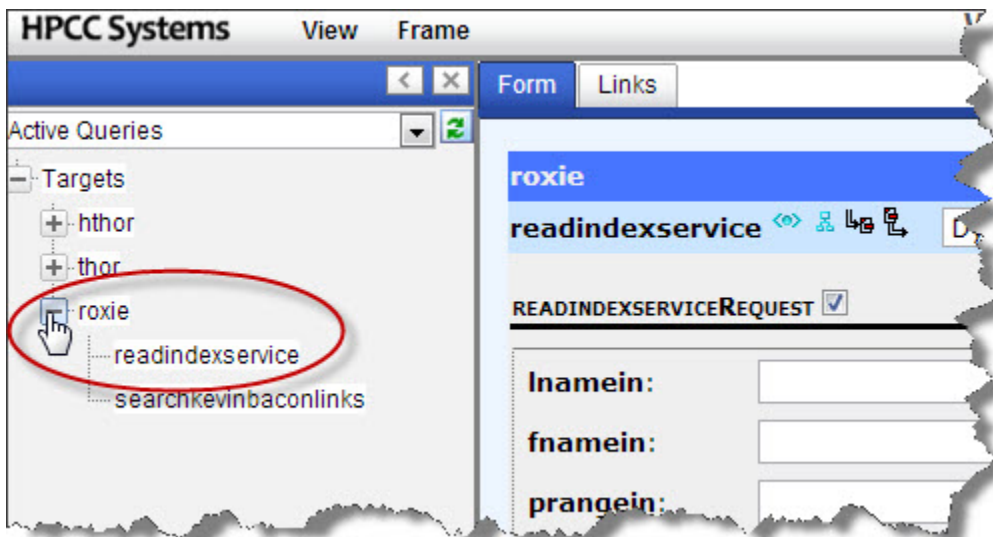 HPCC Systems View Frame
Form Links
Active Queries
Targets
hthor
thor
roxie
readindexservice
searchkevinbaconlinks
roxie
readindexservice
READINDEXSERVICEREQUEST
lnamein:
fnamein:
prangein: